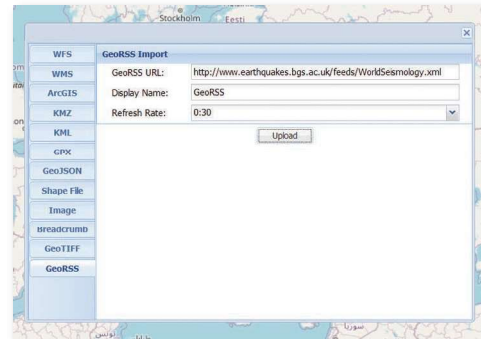 Stockholm
Eesti
WFS
WMS
ArcGIS
KMZ
KML
GPX
GeoJSON
Shape File
Image
Breadcrumb
GeoTIFF
GeoRSS
GeoRSS Import
GeoRSS URL: http://www.earthquakes.bgs.ac.uk/feeds/WorldSeismology.xml
Display Name: GeoRSS
Refresh Rate: 0:30
Upload
تونس
سوريا